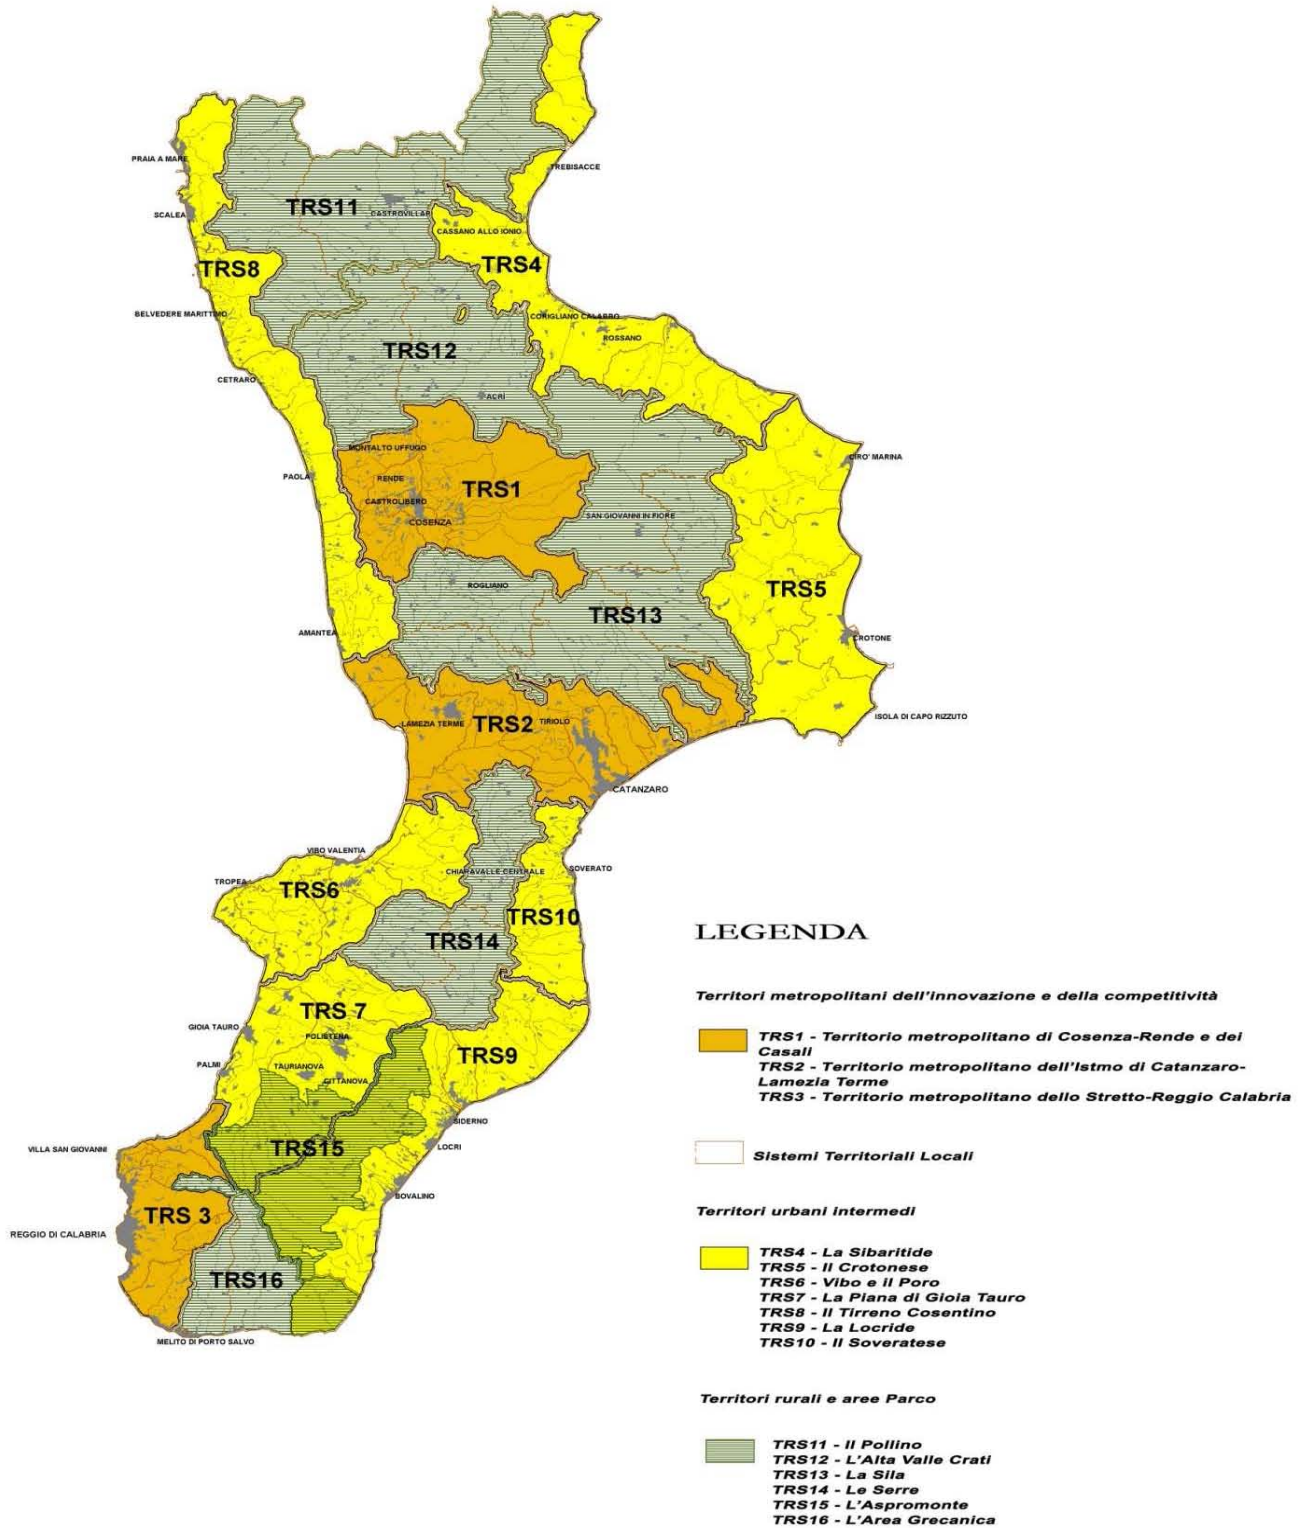 PRAIA A MARE
TREBISACCE
TRS11
CASTROVILLAR
SCALEA
CASSANO ALLO IONIO
TRS8
TRS4
BELVEDERE MARITTIMO
CORIGLIANO CALABRO
ROSSANO
TRS12
CETRARO
ACRI
MONTALTO UFFUGO
CIRO' MARINA
PAOLA
RENDE
TRS1
CASTROLIBERO
COSENZA
SAN GIOVANNI IN FIORE
ROGLIANO
TRS5
TRS13
AMANTEA
CROTONE
LAMEZIA TERME
TRS2
TIRIOLO
ISOLA DI CAPO RIZZUTO
CATANZARO
VIBO VALENTIA
CHIARAVALLE CENTRALE
SOVERATO
TROPEA
TRS6
TRS10
TRS14
TRS 7
GIOIA TAURO
POLISTENA
TRS9
PALMI
TAURIANOVA
CITTANOVA
SIDERNO
VILLA SAN GIOVANNI
TRS15
LOCRI
BOVALINO
TRS 3
REGGIO DI CALABRIA
TRS16
MELITO DI PORTO SALVO
LEGENDA
Territori metropolitani dell'innovazione e della competitività
TRS1 - Territorio metropolitano di Cosenza-Rende e dei
Casali
TRS2 - Territorio metropolitano dell'Istmo di Catanzaro-
Lamezia Terme
TRS3 - Territorio metropolitano dello Stretto-Reggio Calabria
Sistemi Territoriali Locali
Territori urbani intermedi
TRS4 - La Sibaritide
TRS5 - Il Crotonese
TRS6 - Vibo e il Poro
TRS7 - La Piana di Gioia Tauro
TRS8 - Il Tirreno Cosentino
TRS9 - La Locride
TRS10 - Il Soveratese
Territori rurali e aree Parco
TRS11 - Il Pollino
TRS12 - L'Alta Valle Crati
TRS13 - La Sila
TRS14 - Le Serre
TRS15 - L'Aspromonte
TRS16 - L'Area Grecanica